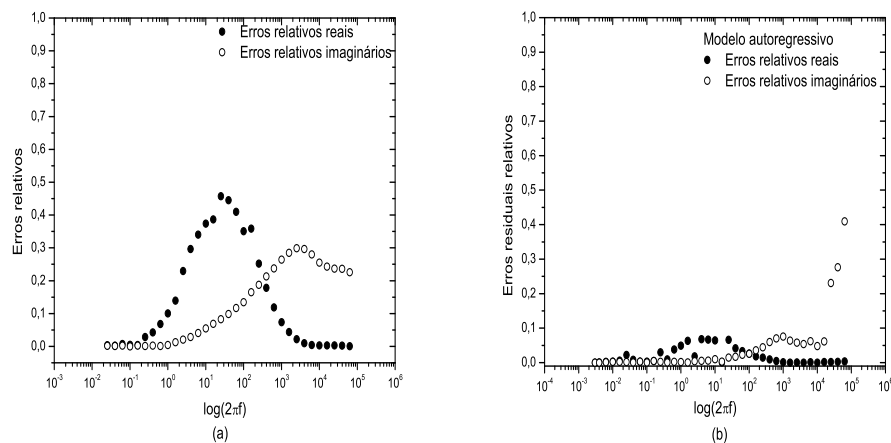 1,0
0,9
0,8
0,7
0,6
0,5
0,4
0,3
0,2
0,1
0,0
Erros relativos
Erros relativos reais
Erros relativos imaginários
10⁻³ 10⁻² 10⁻¹ 10⁰ 10¹ 10² 10³ 10⁴ 10⁵ 10⁶
log(2πf)
(a)
1,0
0,9
0,8
0,7
0,6
0,5
0,4
0,3
0,2
0,1
0,0
Erros residuais relativos
Modelo autoregressivo
Erros relativos reais
Erros relativos imaginários
10⁻⁴ 10⁻³ 10⁻² 10⁻¹ 10⁰ 10¹ 10² 10³ 10⁴ 10⁵ 10⁶
log(2πf)
(b)